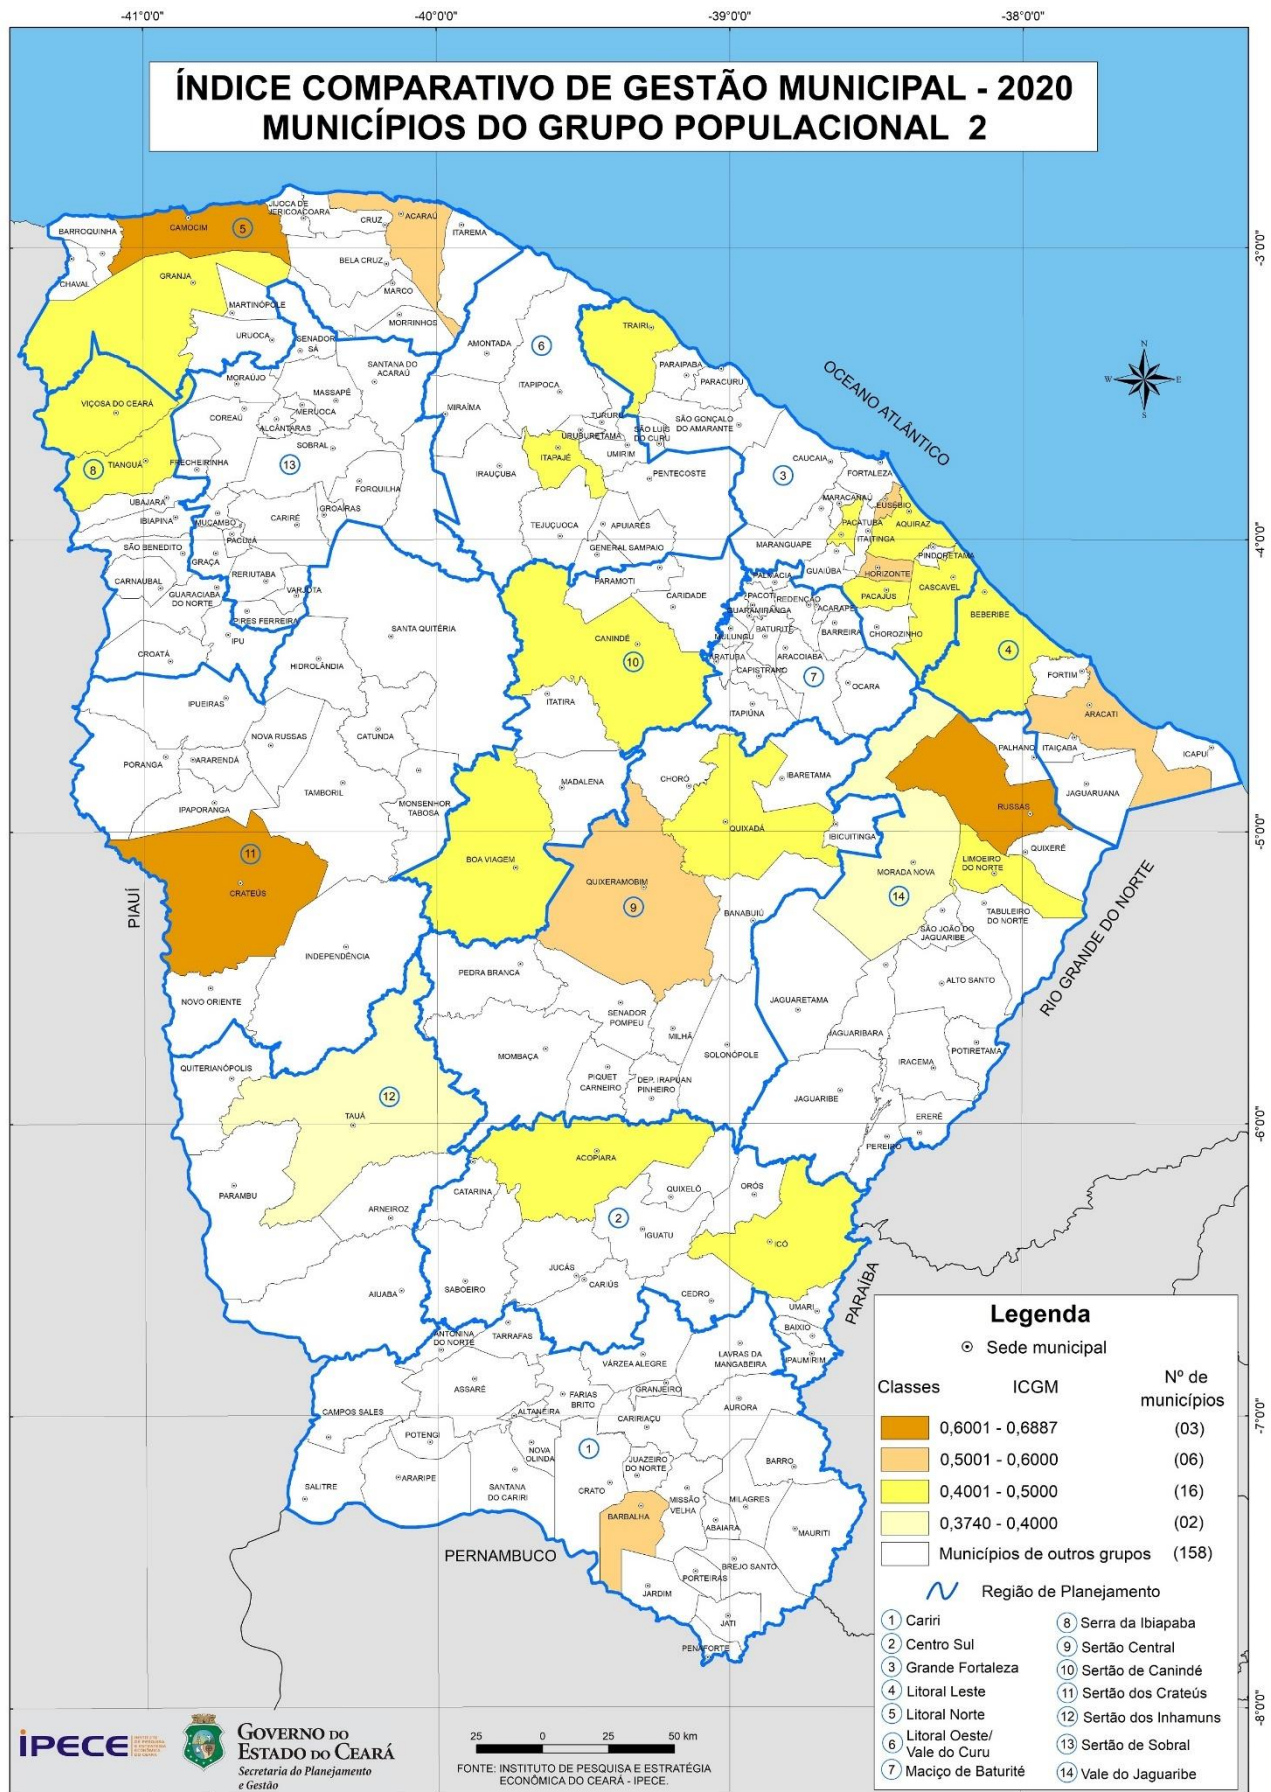 -41°0'0"
-40°0'0"
-39°0'0"
-38°0'0"
ÍNDICE COMPARATIVO DE GESTÃO MUNICIPAL - 2020
MUNICÍPIOS DO GRUPO POPULACIONAL 2
JIJOCA DE
JERICOACOARA
CAMOCIM
5
CRUZ
ACARAÚ
ITAREMA
BARROQUINHA
-3°0'0"
BELA CRUZ
CHAVAL
GRANJA
MARCO
MARTINÓPOLE
MORRINHOS
URUOCA
SENADOR
SÁ
TRAIRI
N
W
E
S
AMONTADA
6
SANTANA DO
ACARAÚ
PARAIPABA
PARACURU
OCEANO ATLÂNTICO
MORAÚJO
MASSAPÉ
ITAPIPOCA
VIÇOSA DO CEARÁ
COREAÚ
MERUOCA
ALCÂNTARAS
MIRAÍMA
TURURU
URUBURETAMA
SÃO LUIS
DO CURU
SÃO GONÇALO
DO AMARANTE
SOBRAL
UMIRIM
ITAPAJÉ
TIANGUÁ
8
FRECHEIRINHA
13
IRAUÇUBA
PENTECOSTE
3
CAUCAIA
FORTALEZA
FORQUILHA
UBAJARA
IBIAPINA
MUCAMBO
CARIRÉ
GROAÍRAS
MARACANAÚ
EUSÉBIO
PACATUBA
AQUIRAZ
TEJUÇUOCA
APUIARÉS
ITAITINGA
PACUJÁ
SÃO BENEDITO
GRAÇA
GENERAL SAMPAIO
MARANGUAPE
PINDORETAMA
-4°0'0"
GUAIÚBA
HORIZONTE
CARNAUBAL
RERIUTABA
PARAMOTI
PALMÁCIA
CASCAVEL
GUARACIABA
DO NORTE
VARJOTA
CARIDADE
PACOTI
REDENÇÃO
PACAJUS
GUARAMIRANGA
ACARAPE
BEBERIBE
PIRES FERREIRA
SANTA QUITÉRIA
MULUNGU
BATURITÉ
BARREIRA
CHOROZINHO
IPU
CANINDÉ
10
ARATUBA
ARACOIABA
4
CROATÁ
HIDROLÂNDIA
CAPISTRANO
7
FORTIM
OCARA
IPUEIRAS
ITATIRA
ITAPIÚNA
ARACATI
CATUNDA
NOVA RUSSAS
PORANGA
ARARENDÁ
PALHANO
ITAIÇABA
ICAPUÍ
MADALENA
CHORÓ
IBARETAMA
TAMBORIL
JAGUARUANA
IPAPORANGA
MONSENHOR
TABOSA
RUSSAS
QUIXADÁ
IBICUITINGA
-5°0'0"
11
QUIXERÉ
BOA VIAGEM
LIMOEIRO
DO NORTE
CRATEÚS
QUIXERAMOBIM
9
MORADA NOVA
14
PIAUÍ
BANABUIÚ
TABULEIRO
DO NORTE
SÃO JOÃO DO
JAGUARIBE
INDEPENDÊNCIA
RIO GRANDE DO NORTE
PEDRA BRANCA
ALTO SANTO
NOVO ORIENTE
JAGUARETAMA
SENADOR
POMPEU
MILHÃ
JAGUARIBARA
MOMBAÇA
SOLONÓPOLE
POTIRETAMA
IRACEMA
QUITERIANÓPOLIS
PIQUET
CARNEIRO
DEP. IRAPUAN
PINHEIRO
JAGUARIBE
12
TAUÁ
ERERÉ
-6°0'0"
PEREIRO
ACOPIARA
CATARINA
QUIXELÔ
ORÓS
PARAMBU
ARNEIROZ
2
IGUATU
ICÓ
JUCÁS
CARIÚS
SABOEIRO
AIUABA
CEDRO
PARAÍBA
UMARI
BAIXIO
ANTONINA
DO NORTE
TARRAFAS
IPAUMIRIM
VÁRZEA ALEGRE
LAVRAS DA
MANGABEIRA
ASSARÉ
FARIAS
BRITO
GRANJEIRO
AURORA
CAMPOS SALES
ALTANEIRA
CARIRIAÇU
-7°0'0"
POTENGI
NOVA
OLINDA
1
JUAZEIRO
DO NORTE
BARRO
ARARIPE
SALITRE
SANTANA
DO CARIRI
CRATO
MISSÃO
VELHA
MILAGRES
BARBALHA
ABAIARA
MAURITI
PERNAMBUCO
BREJO SANTO
PORTEIRAS
JARDIM
JATI
PENAFORTE
-8°0'0"
Legenda
Sede municipal
Classes ICGM Nº de
municípios
0,6001 - 0,6887 (03)
0,5001 - 0,6000 (06)
0,4001 - 0,5000 (16)
0,3740 - 0,4000 (02)
Municípios de outros grupos (158)
Região de Planejamento
1 Cariri
2 Centro Sul
3 Grande Fortaleza
4 Litoral Leste
5 Litoral Norte
6 Litoral Oeste/
Vale do Curu
7 Maciço de Baturité
8 Serra da Ibiapaba
9 Sertão Central
10 Sertão de Canindé
11 Sertão dos Crateús
12 Sertão dos Inhamuns
13 Sertão de Sobral
14 Vale do Jaguaribe
IPECE
GOVERNO DO
ESTADO DO CEARÁ
Secretaria do Planejamento
e Gestão
25 0 25 50 km
FONTE: INSTITUTO DE PESQUISA E ESTRATÉGIA
ECONÔMICA DO CEARÁ - IPECE.